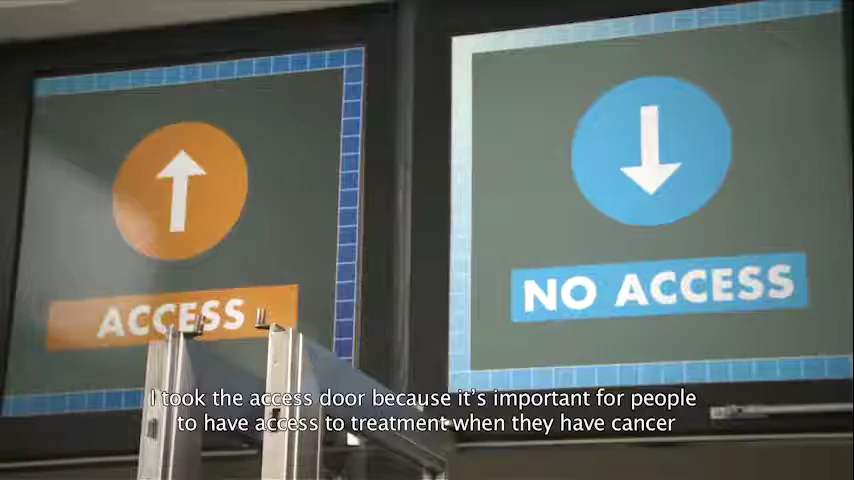 ACCESS
NO ACCESS
I took the access door because it's important for people
to have access to treatment when they have cancer